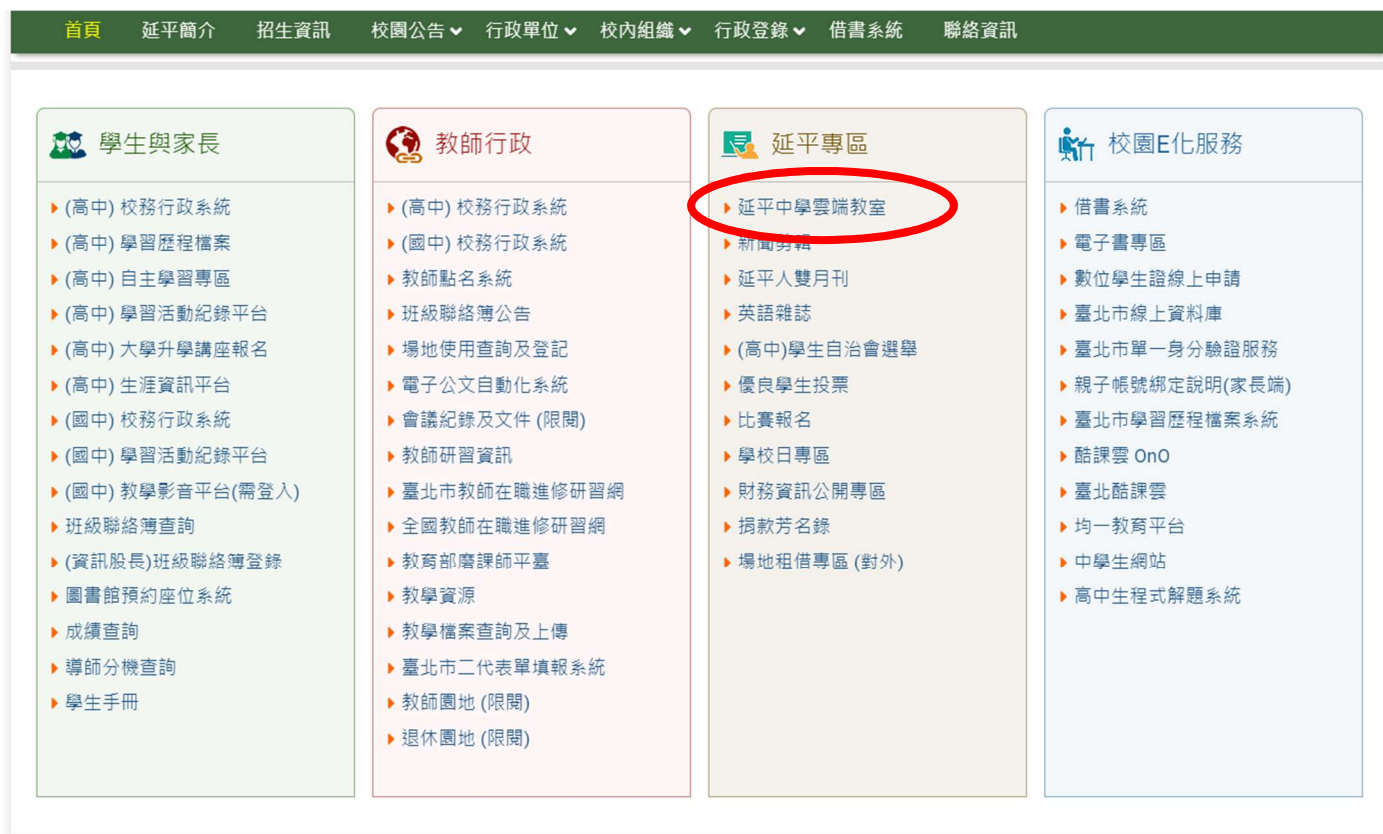 首頁 延平簡介 招生資訊 校園公告 行政單位 校內組織 行政登錄 借書系統 聯絡資訊
學生與家長
(高中) 校務行政系統
(高中) 學習歷程檔案
(高中) 自主學習專區
(高中) 學習活動紀錄平台
(高中) 大學升學講座報名
(高中) 生涯資訊平台
(國中) 校務行政系統
(國中) 學習活動紀錄平台
(國中) 教學影音平台(需登入)
班級聯絡簿查詢
(資訊股長)班級聯絡簿登錄
圖書館預約座位系統
成績查詢
導師分機查詢
學生手冊
教師行政
(高中) 校務行政系統
(國中) 校務行政系統
教師點名系統
班級聯絡簿公告
場地使用查詢及登記
電子公文自動化系統
會議紀錄及文件 (限閱)
教師研習資訊
臺北市教師在職進修研習網
全國教師在職進修研習網
教育部磨課師平臺
教學資源
教學檔案查詢及上傳
臺北市二代表單填報系統
教師園地 (限閱)
退休園地 (限閱)
延平專區
延平中學雲端教室
新聞剪輯
延平人雙月刊
英語雜誌
(高中)學生自治會選舉
優良學生投票
比賽報名
學校日專區
財務資訊公開專區
捐款芳名錄
場地租借專區 (對外)
校園E化服務
借書系統
電子書專區
數位學生證線上申請
臺北市線上資料庫
臺北市單一身分驗證服務
親子帳號綁定說明(家長端)
臺北市學習歷程檔案系統
酷課雲 OnO
臺北酷課雲
均一教育平台
中學生網站
高中生程式解題系統